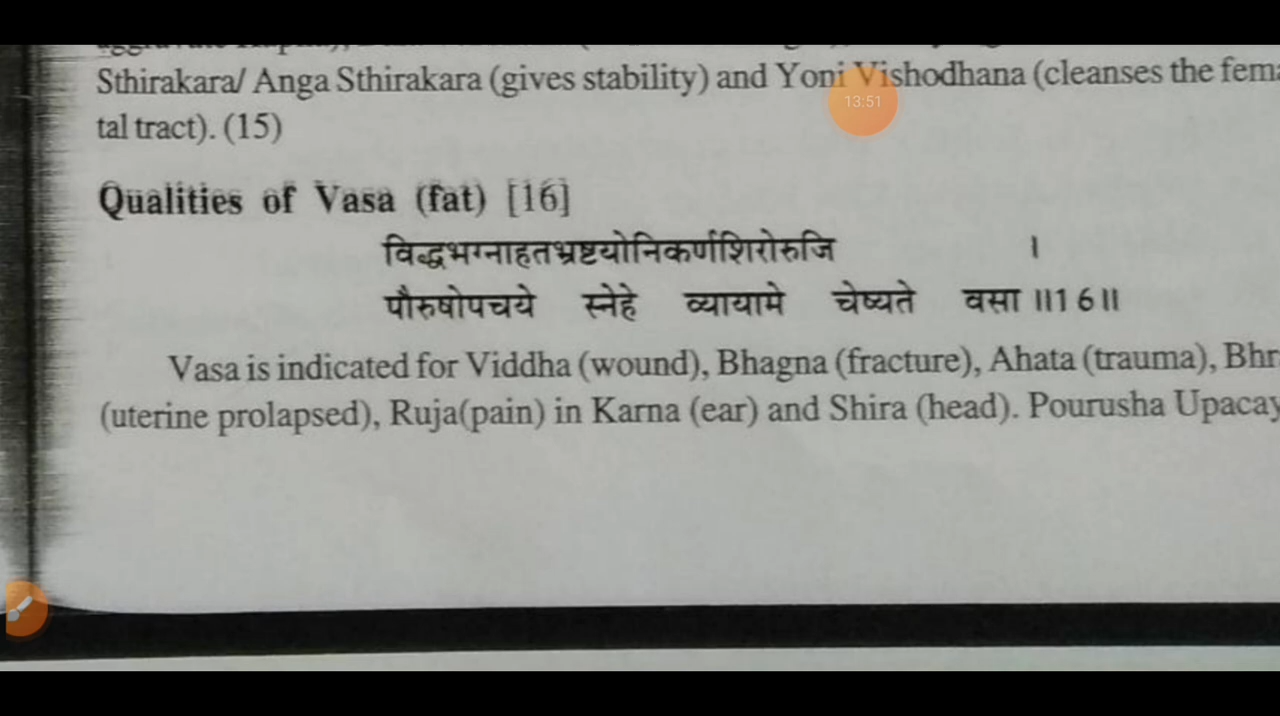 Sthirakara/ Anga Sthirakara (gives stability) and Yoni Vishodhana (cleanses the
13:51
tal tract). (15)
Qualities of Vasa (fat) [16]
विद्धभग्नाहतभ्रष्टयोनिकर्णशिरोरुजि ।
पौरुषोपचये स्नेहे व्यायामे चेष्यते वसा ॥16॥
Vasa is indicated for Viddha (wound), Bhagna (fracture), Ahata (trauma),
(uterine prolapsed), Ruja(pain) in Karna (ear) and Shira (head). Pourusha